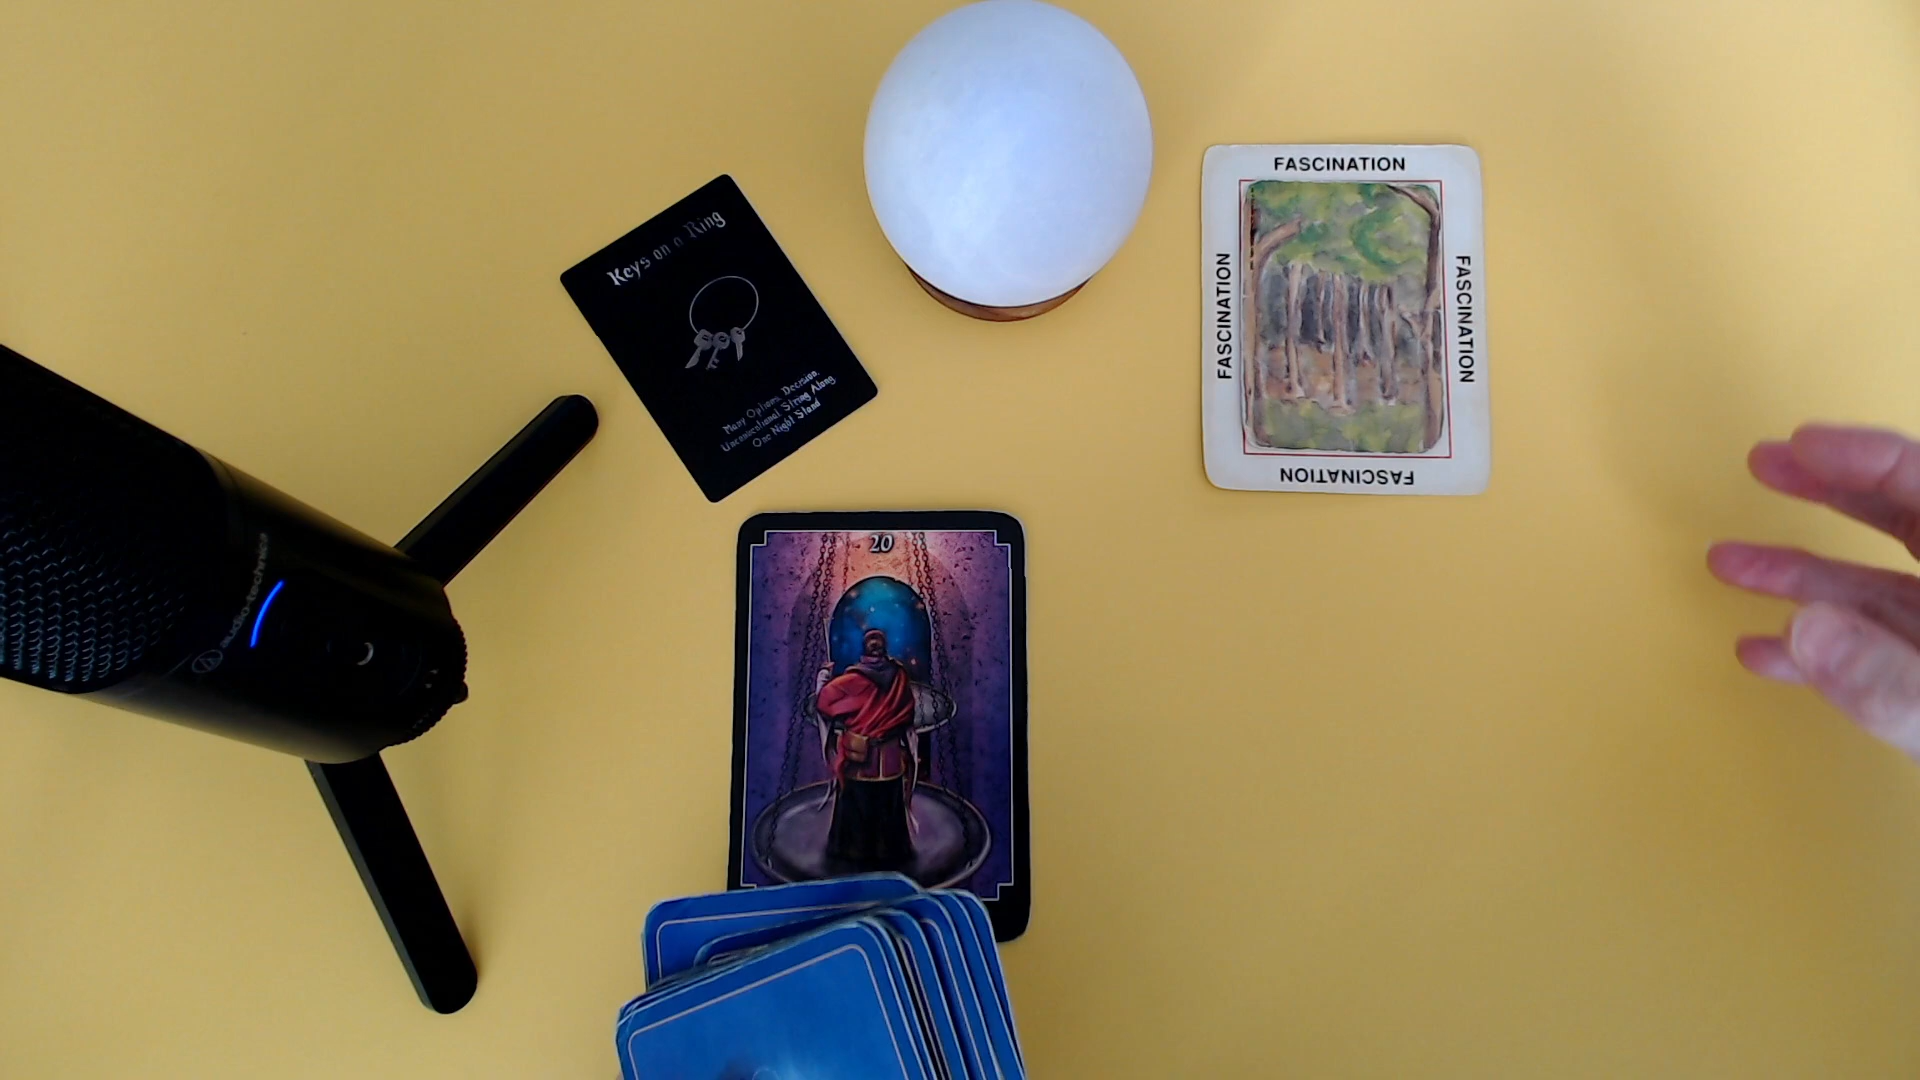 Keys on a Ring
Many Options. Decision.
Unconventional. String Along
One Night Stand
FASCINATION
FASCINATION
FASCINATION
FASCINATION
20
audio-technica